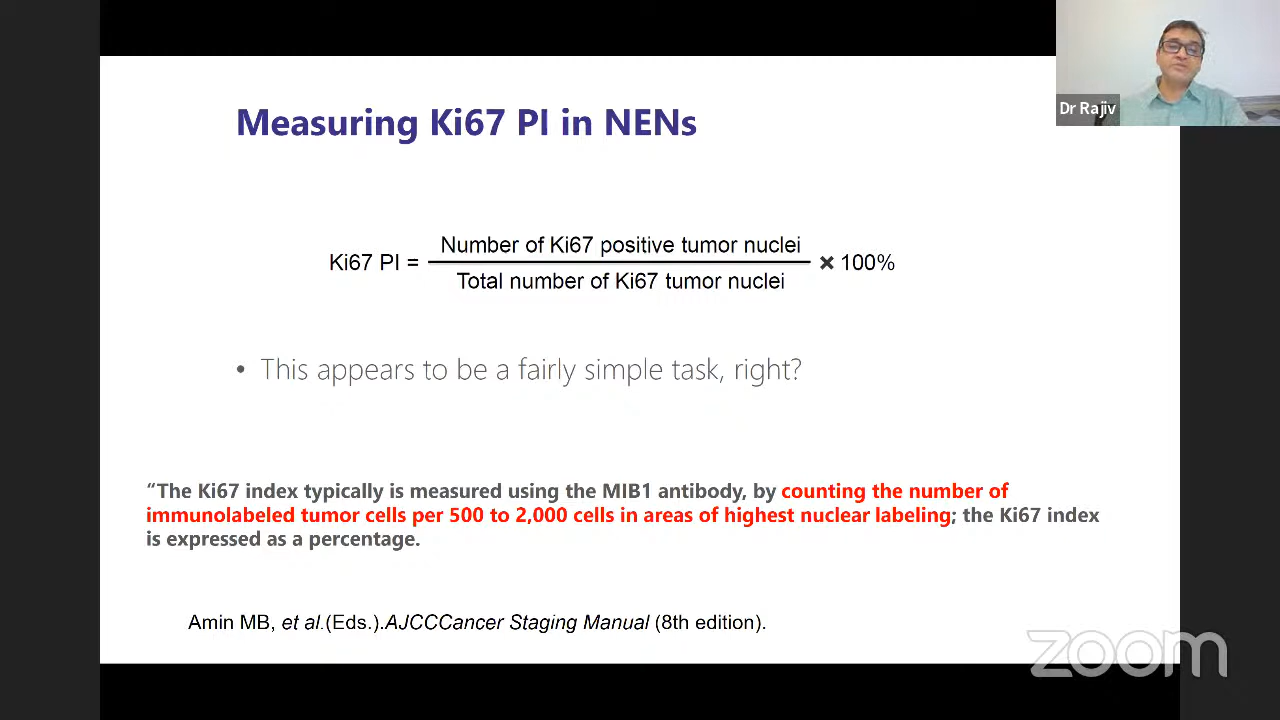 Measuring Ki67 PI in NENs
Dr Rajiv
Number of Ki67 positive tumor nuclei
Ki67 PI = ✖ 100%
Total number of Ki67 tumor nuclei
• This appears to be a fairly simple task, right?
“The Ki67 index typically is measured using the MIB1 antibody, by counting the number of
immunolabeled tumor cells per 500 to 2,000 cells in areas of highest nuclear labeling; the Ki67 index
is expressed as a percentage.
Amin MB, et al.(Eds.).AJCCCancer Staging Manual (8th edition).
zoom